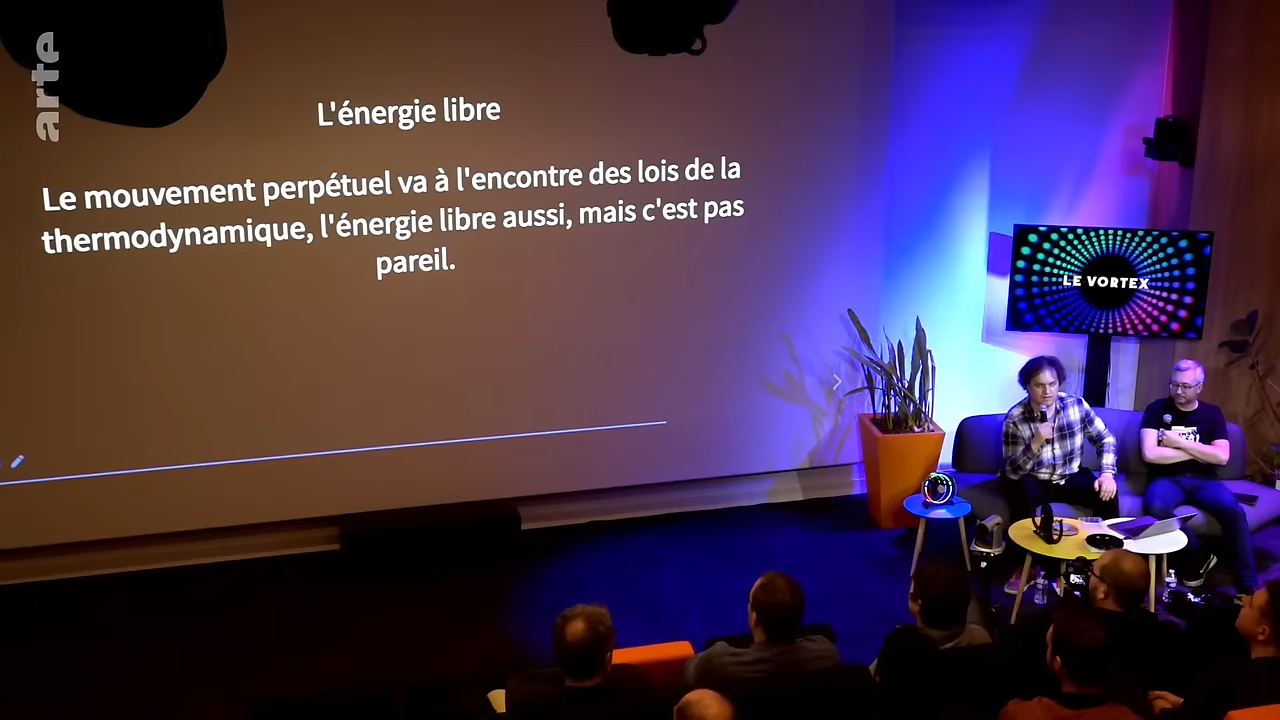 arte
L'énergie libre
Le mouvement perpétuel va à l'encontre des lois de la
thermodynamique, l'énergie libre aussi, mais c'est pas
pareil.
LE VORTEX